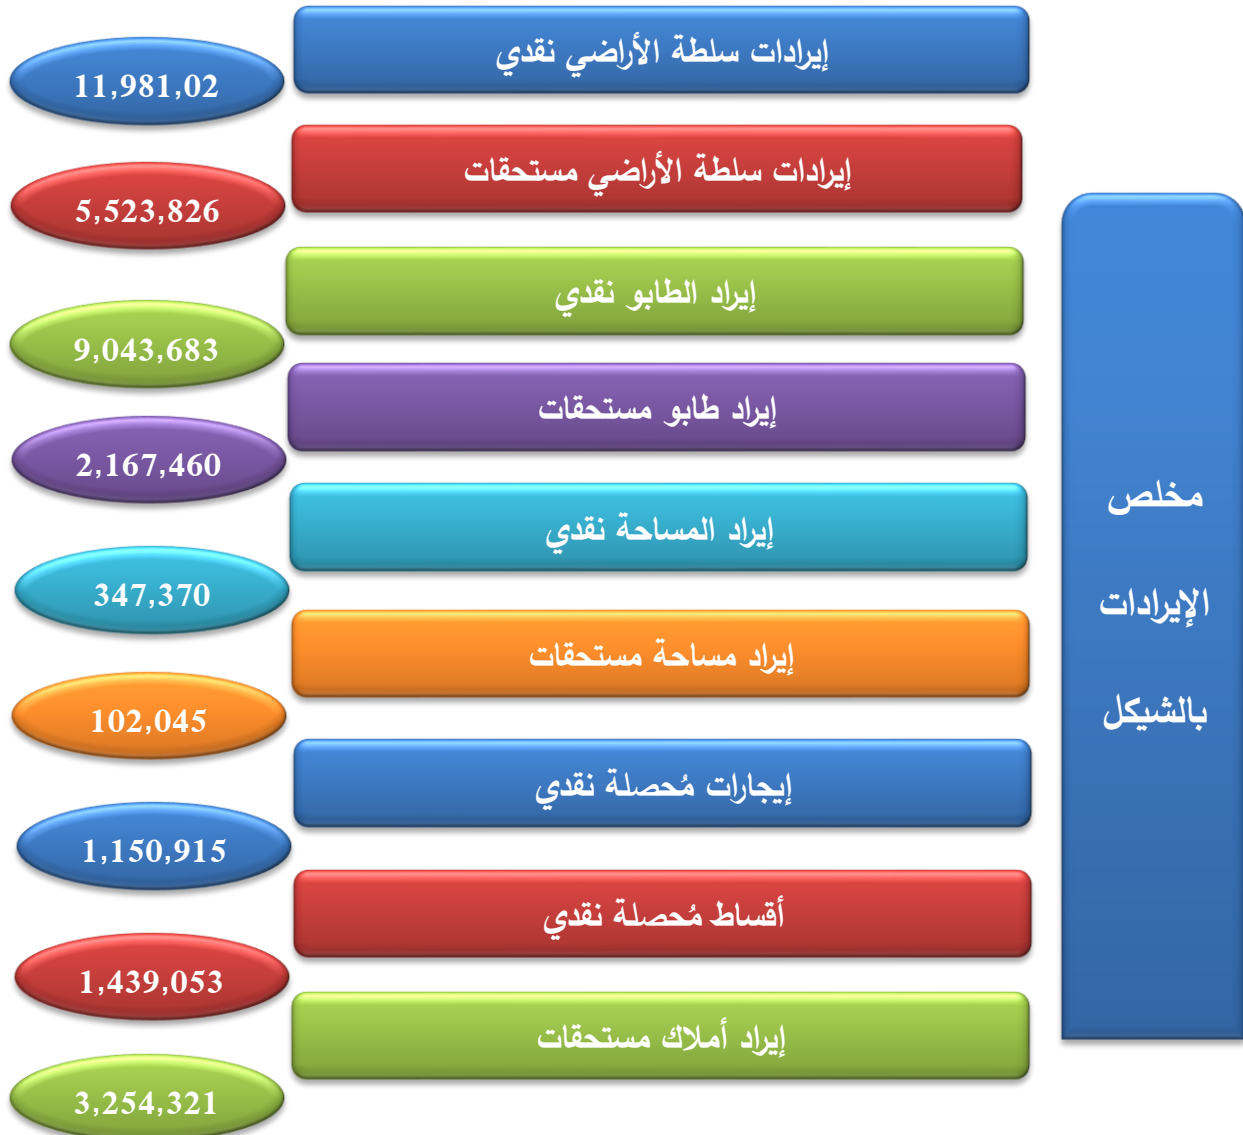 إيرادات سلطة الأراضي نقدي
11,981,02
إيرادات سلطة الأراضي مستحقات
5,523,826
إيراد الطابو نقدي
9,043,683
إيراد طابو مستحقات
2,167,460
إيراد المساحة نقدي
347,370
إيراد مساحة مستحقات
102,045
إيجارات مُحصلة نقدي
1,150,915
أقساط مُحصلة نقدي
1,439,053
إيراد أملاك مستحقات
3,254,321
مخلص
الإيرادات
بالشيكل